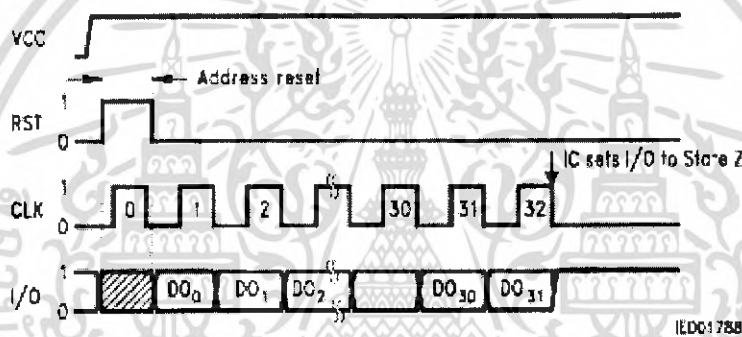 VCC
Address reset
RST 1 0
IC sets I/O to State Z
CLK 1 0 0 1 2 30 31 32
I/O 1 0 DO0 DO1 DO2 DO30 DO31
IED01788